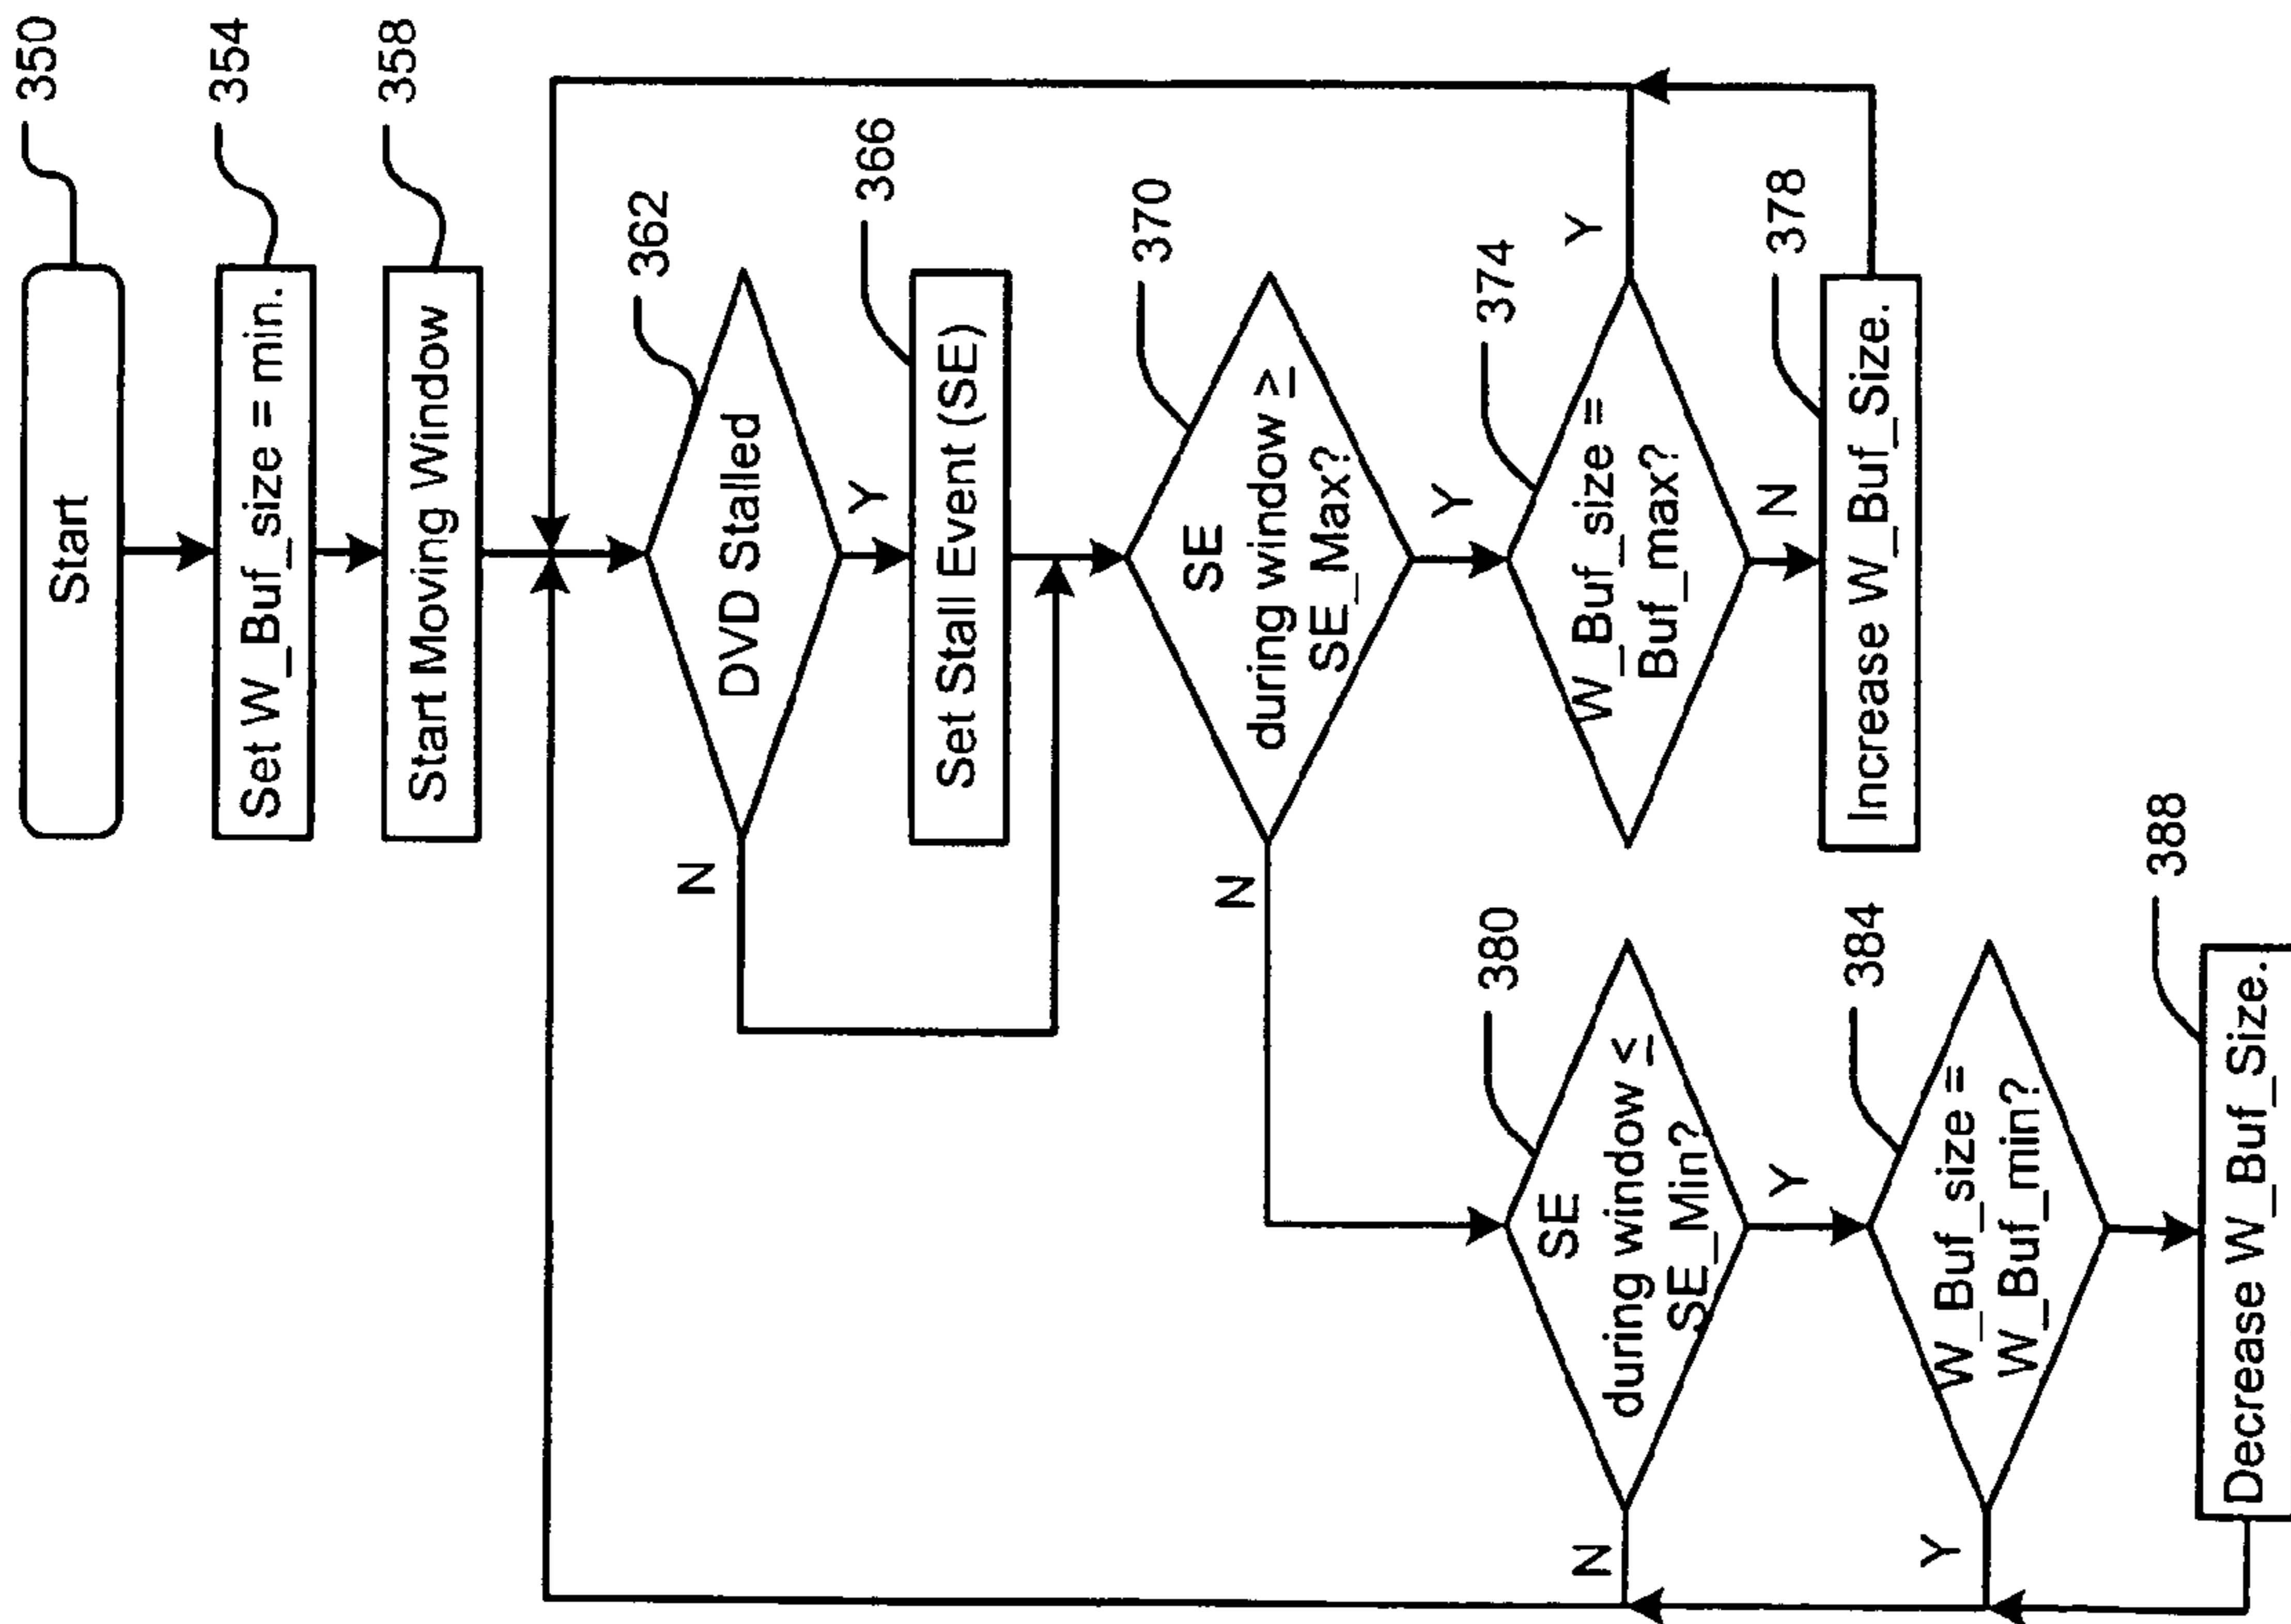 350
Start
354
Set W_Buf_size = min.
358
Start Moving Window
362
DVD Stalled
N
Y
366
Set Stall Event (SE)
370
SE
during window ≥
SE_Max?
N
Y
374
W_Buf_size =
Buf_max?
Y
N
378
Increase W_Buf_Size.
380
SE
during window ≤
SE_Min?
N
Y
384
W_Buf_size =
W_Buf_min?
Y
388
Decrease W_Buf_Size.